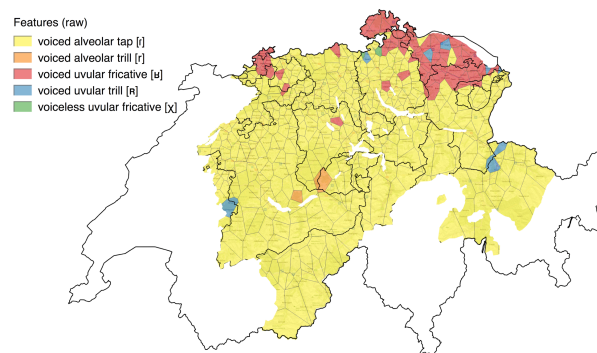 Features (raw)
voiced alveolar tap [ɾ]
voiced alveolar trill [r]
voiced uvular fricative [ʁ]
voiced uvular trill [ʀ]
voiceless uvular fricative [χ]